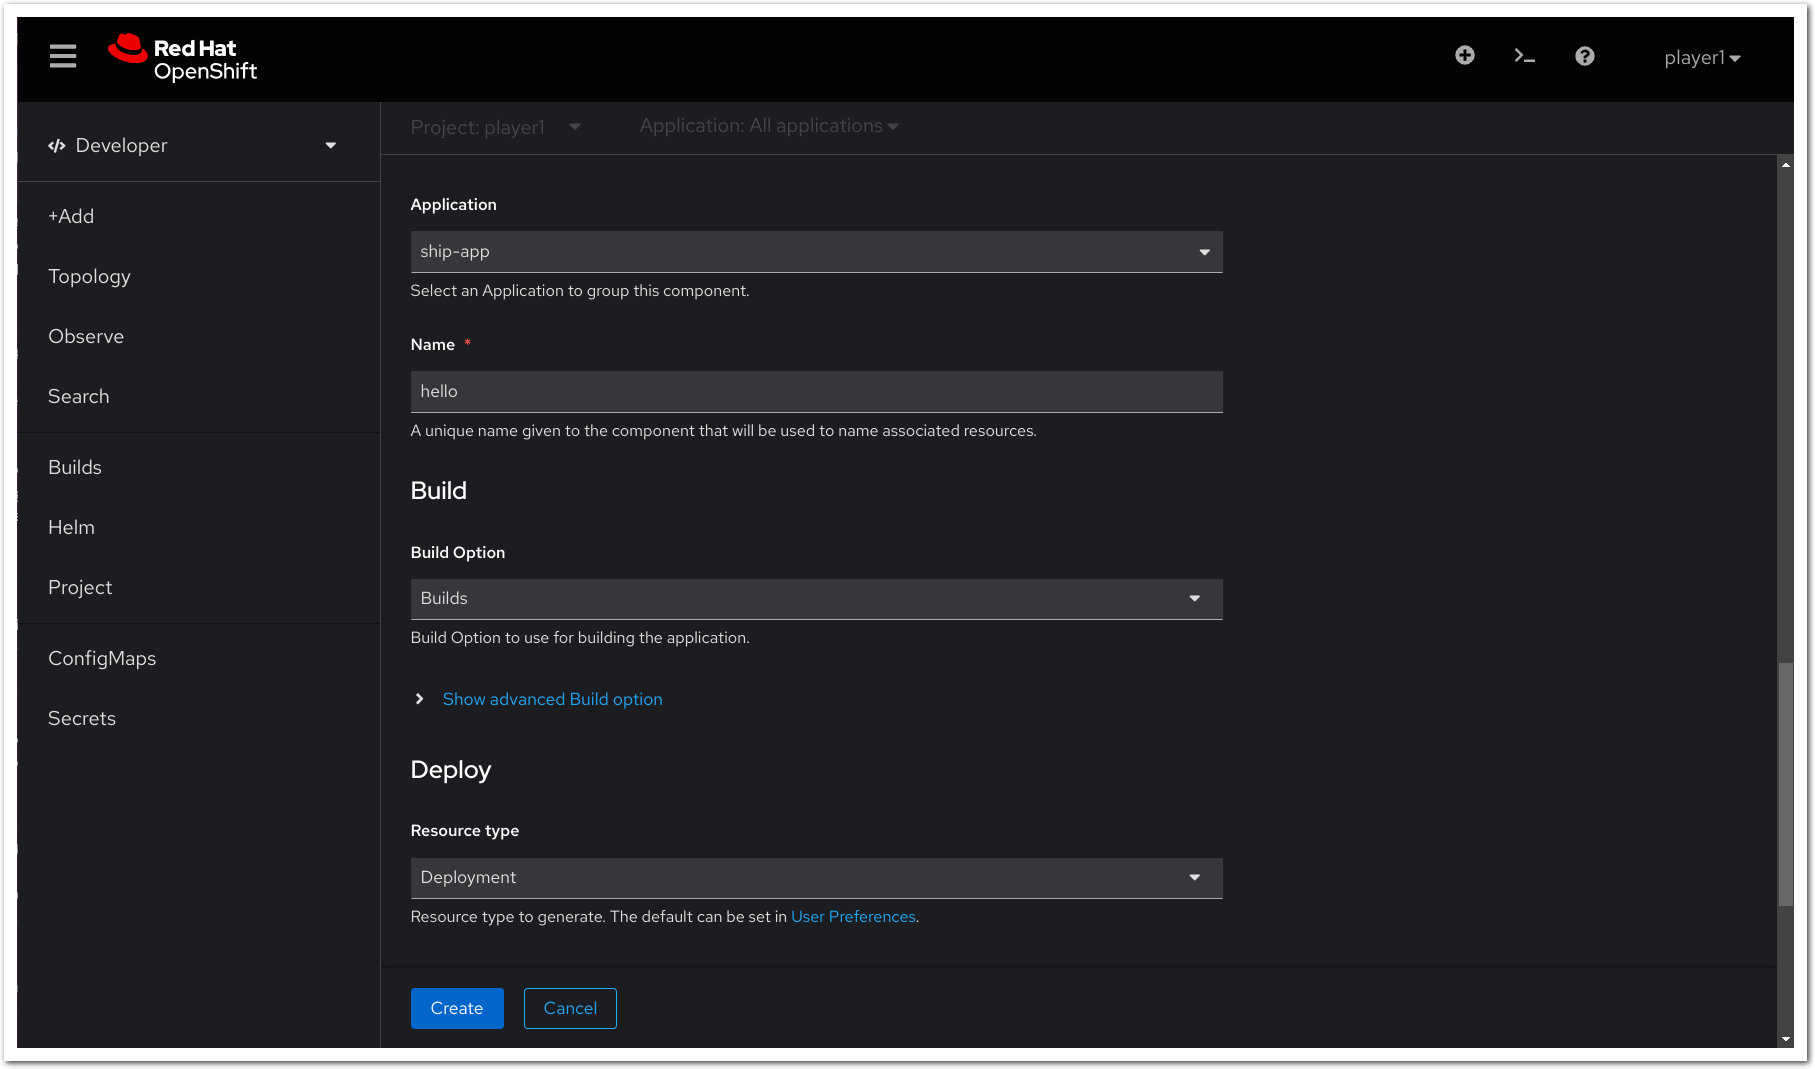 Red Hat
OpenShift
player1
Developer
Project: player1
Application: All applications
+Add
Topology
Observe
Search
Builds
Helm
Project
ConfigMaps
Secrets
Application
ship-app
Select an Application to group this component.
Name *
hello
A unique name given to the component that will be used to name associated resources.
Build
Build Option
Builds
Build Option to use for building the application.
Show advanced Build option
Deploy
Resource type
Deployment
Resource type to generate. The default can be set in User Preferences.
Create
Cancel